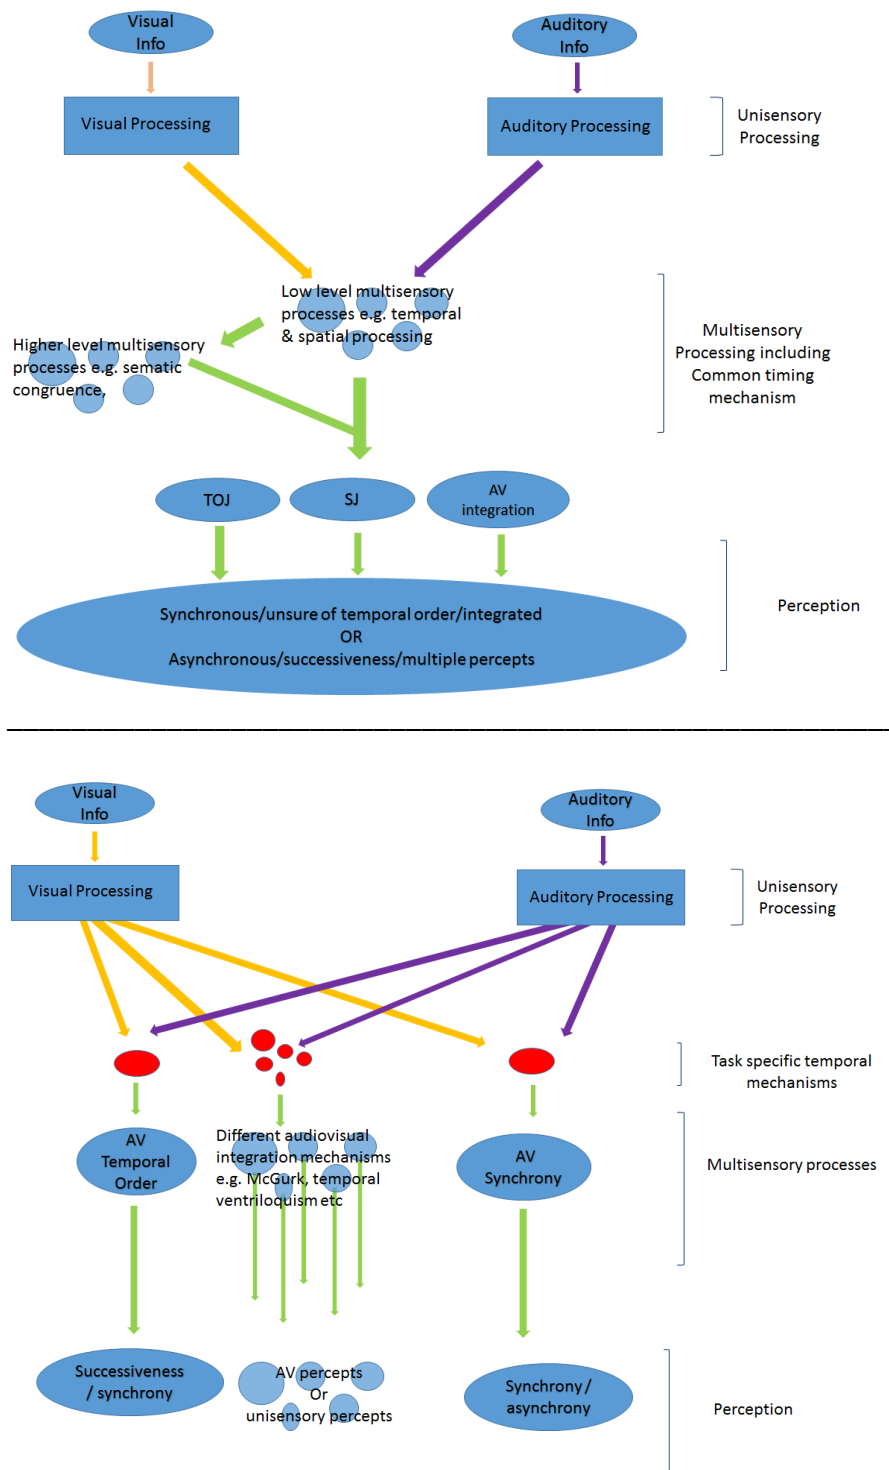 Visual
Info
Auditory
Info
Visual Processing
Auditory Processing
Unisensory
Processing
Low level multisensory
processes e.g. temporal
& spatial processing
Higher level multisensory
processes e.g. sematic
congruence,
Multisensory
Processing including
Common timing
mechanism
TOJ
SJ
AV
integration
Synchronous/unsure of temporal order/integrated
OR
Asynchronous/successiveness/multiple percepts
Perception
Visual
Info
Auditory
Info
Visual Processing
Auditory Processing
Unisensory
Processing
Task specific temporal
mechanisms
AV
Temporal
Order
Different audiovisual
integration mechanisms
e.g. McGurk, temporal
ventriloquism etc
AV
Synchrony
Multisensory processes
Successiveness
/ synchrony
AV percepts
Or
unisensory percepts
Synchrony /
asynchrony
Perception